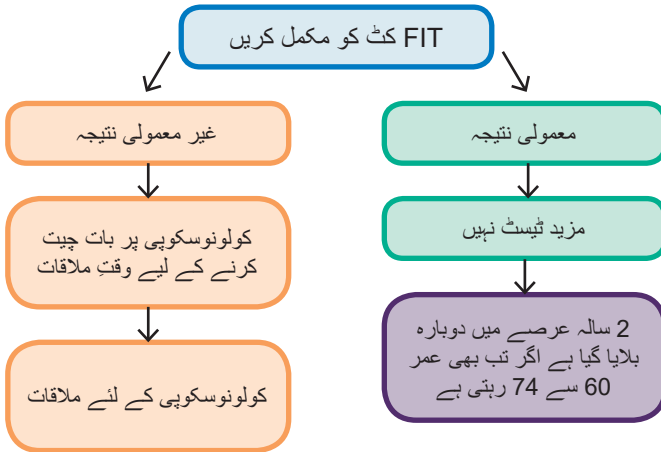 FIT کٹ کو مکمل کریں
معمولی نتیجہ
مزید ٹیسٹ نہیں
2 سالہ عرصے میں دوبارہ
بلایا گیا ہے اگر تب بھی عمر
60 سے 74 رہتی ہے
غیر معمولی نتیجہ
کولونوسکوپی پر بات چیت
کرنے کے لیے وقتِ ملاقات
کولونوسکوپی کے لئے ملاقات